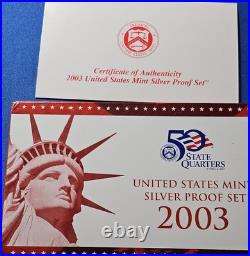 Certificate of Authenticity
2003 United States Mint Silver Proof Set
50
STATE
QUARTERS
UNITED STATES MINT
SILVER PROOF SET
2003